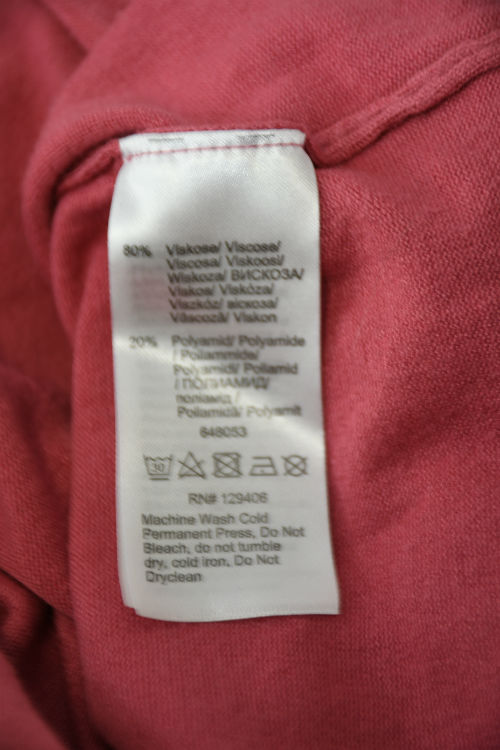 80% Viskose/ Viscose/
Viscosa/ Viskoosi/
Wiskoza/ ВИСКОЗА/
Viskos/ Viskóza/
Viszkóz/ віскоза/
Vâscoză/ Viskon
20% Polyamid/ Polyamide
/ Poliammide/
Polyamidi/ Poliamid
/ ПОЛИАМИД/
поліамід /
Poliamidă/ Polyamit
648053
30
RN# 129406
Machine Wash Cold
Permanent Press, Do Not
Bleach, do not tumble
dry, cold iron, Do Not
Dryclean